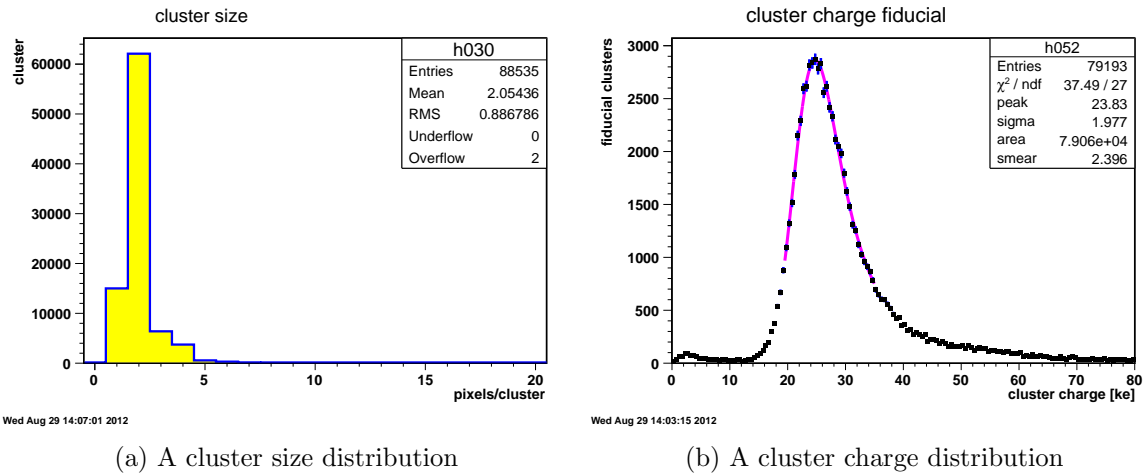 cluster size
cluster
60000
50000
40000
30000
20000
10000
0
h030
Entries 88535
Mean 2.05436
RMS 0.886786
Underflow 0
Overflow 2
0 5 10 15 20
pixels/cluster
Wed Aug 29 14:07:01 2012
(a) A cluster size distribution
cluster charge fiducial
fiducial clusters
3000
2500
2000
1500
1000
500
0
h052
Entries 79193
χ² / ndf 37.49 / 27
peak 23.83
sigma 1.977
area 7.906e+04
smear 2.396
0 10 20 30 40 50 60 70 80
cluster charge [ke]
Wed Aug 29 14:03:15 2012
(b) A cluster charge distribution